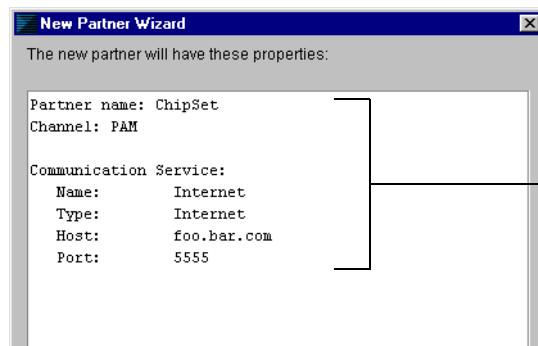 New Partner Wizard
The new partner will have these properties:
Partner name: ChipSet
Channel: PAM
Communication Service:
Name: Internet
Type: Internet
Host: foo.bar.com
Port: 5555